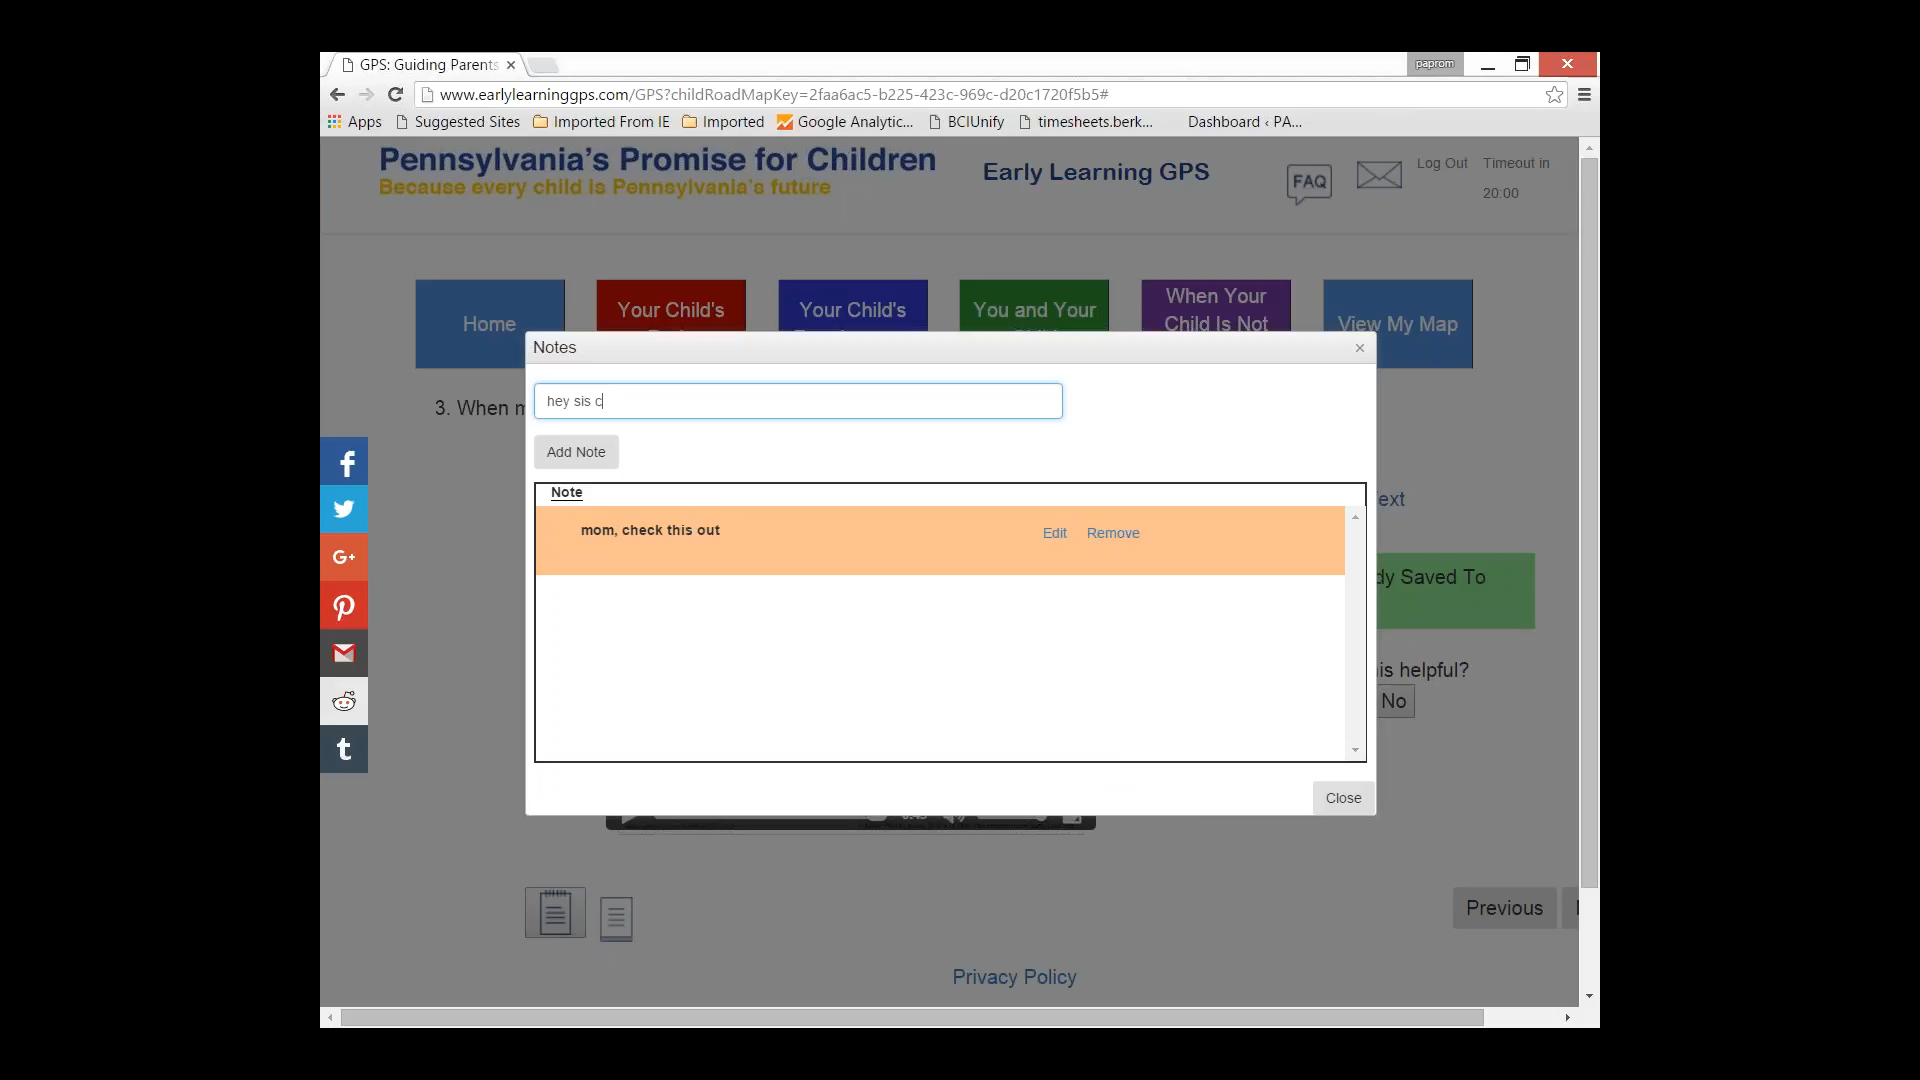 GPS: Guiding Parents
paprom
www.earlylearninggps.com/GPS?childRoadMapKey=2faa6ac5-b225-423c-969c-d20c1720f5b5#
Apps Suggested Sites Imported From IE Imported Google Analytic... BCIUnify timesheets.berk... Dashboard ‹ PA...
Pennsylvania's Promise for Children
Because every child is Pennsylvania's future
Early Learning GPS
FAQ
Log Out
Timeout in
20:00
Home
Your Child's
Your Child's
You and Your
When Your
Child Is Not
View My Map
Notes
3. When m
hey sis c
Add Note
Note
mom, check this out
Edit Remove
ext
dy Saved To
is helpful?
No
Close
Previous
Privacy Policy